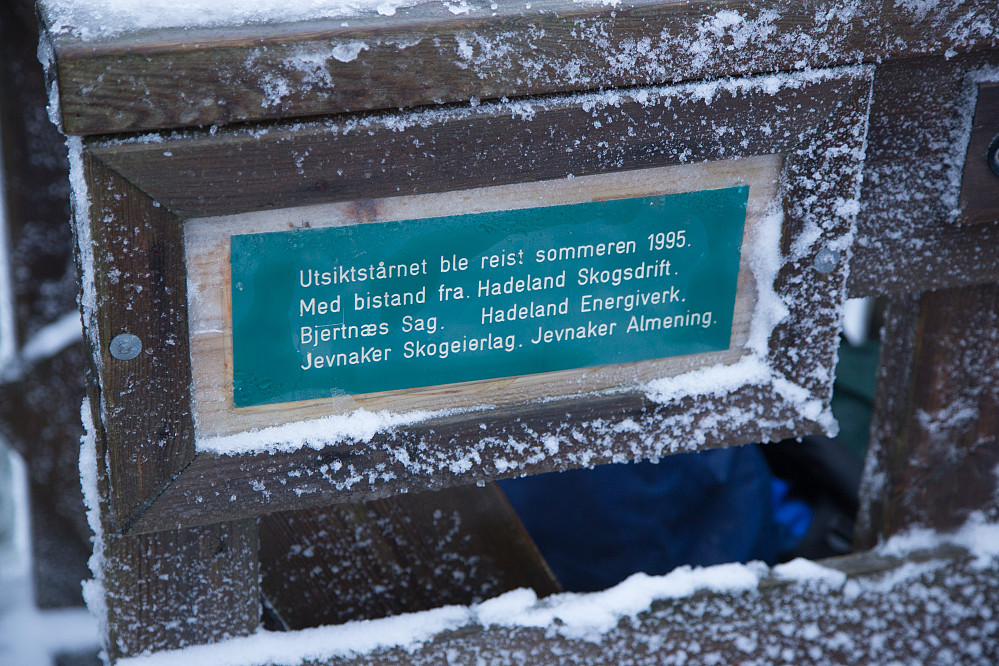 Utsiktstårnet ble reist sommeren 1995.
Med bistand fra. Hadeland Skogsdrift.
Bjertnæs Sag. Hadeland Energiverk.
Jevnaker Skogeierlag. Jevnaker Almening.